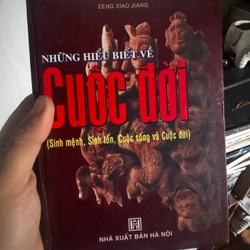 ZENG XIAO JIANG
NHỮNG HIỂU BIẾT VỀ
Cuộc đời
(Sinh mệnh, Sinh tồn, Cuộc sống và Cuộc đời)
NHÀ XUẤT BẢN HÀ NỘI